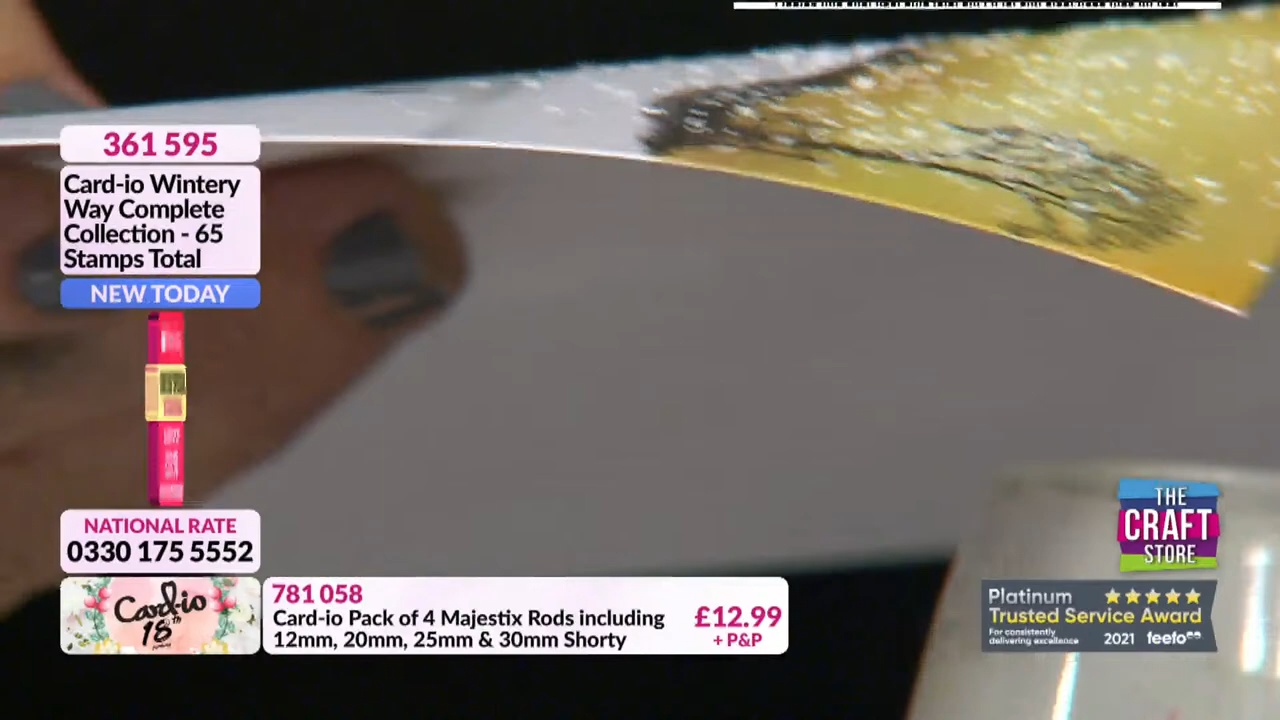 361 595
Card-io Wintery
Way Complete
Collection - 65
Stamps Total
NEW TODAY
NATIONAL RATE
0330 175 5552
Card-io
18th
781 058
Card-io Pack of 4 Majestix Rods including
12mm, 20mm, 25mm & 30mm Shorty
£12.99
+ P&P
THE
CRAFT
STORE
Platinum
Trusted Service Award
For consistently
delivering excellence
2021 feefo